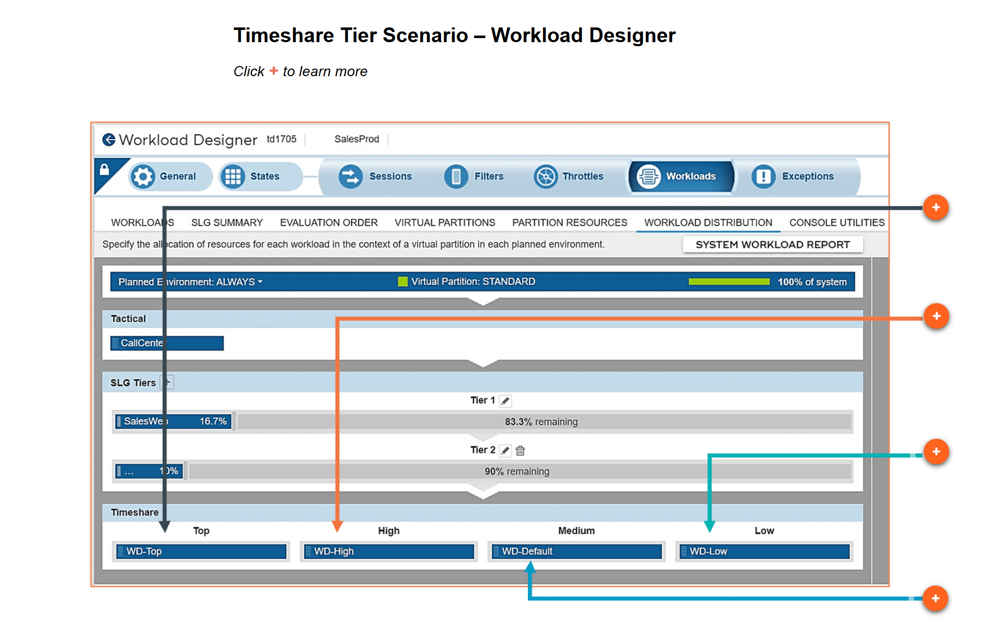 Timeshare Tier Scenario – Workload Designer
Click + to learn more
Workload Designer td1705 SalesProd
General States Sessions Filters Throttles Workloads Exceptions
WORKLOADS SLG SUMMARY EVALUATION ORDER VIRTUAL PARTITIONS PARTITION RESOURCES WORKLOAD DISTRIBUTION CONSOLE UTILITIES
Specify the allocation of resources for each workload in the context of a virtual partition in each planned environment. SYSTEM WORKLOAD REPORT
Planned Environment: ALWAYS Virtual Partition: STANDARD 100% of system
Tactical
CallCenter
SLG Tiers +
Tier 1
SalesWeb 16.7% 83.3% remaining
Tier 2
... 10% 90% remaining
Timeshare
Top High Medium Low
WD-Top WD-High WD-Default WD-Low